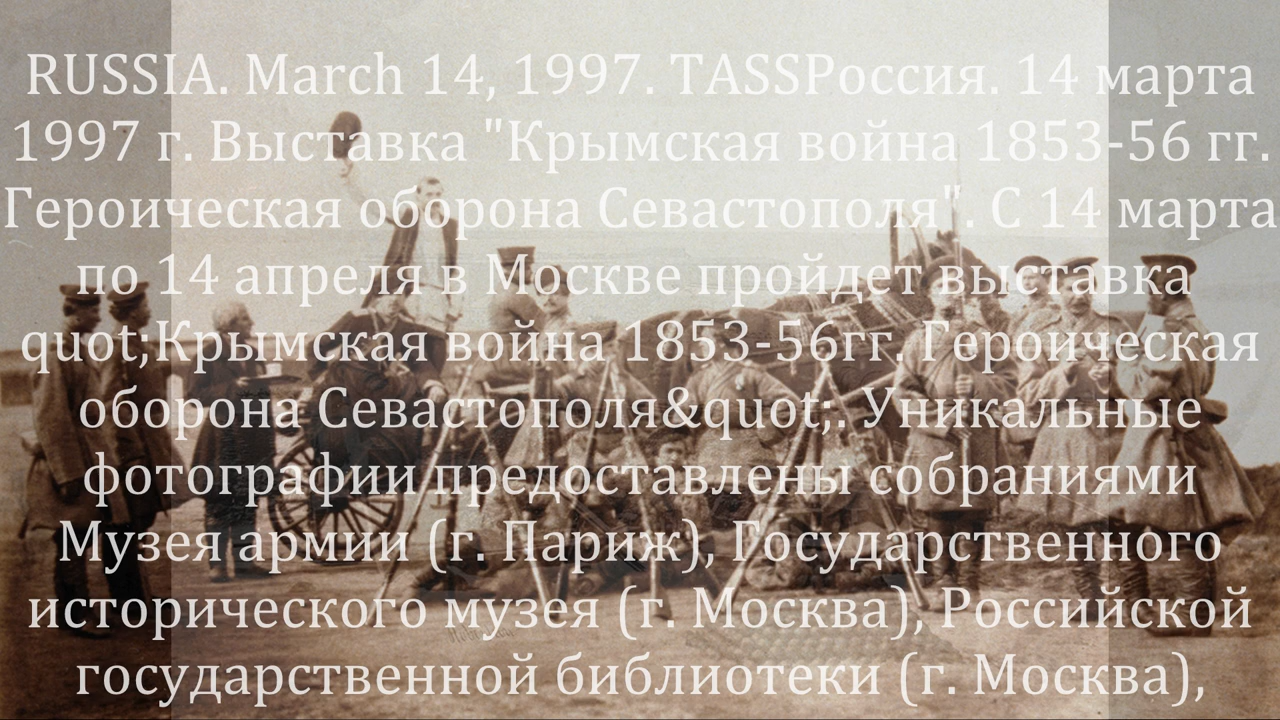 RUSSIA. March 14, 1997. TASSРоссия. 14 марта
1997 г. Выставка "Крымская война 1853-56 гг.
Героическая оборона Севастополя". С 14 марта
по 14 апреля в Москве пройдет выставка
quot;Крымская война 1853-56гг. Героическая
оборона Севастополя&quot;. Уникальные
фотографии предоставлены собраниями
Музея армии (г. Париж), Государственного
исторического музея (г. Москва), Российской
государственной библиотеки (г. Москва),